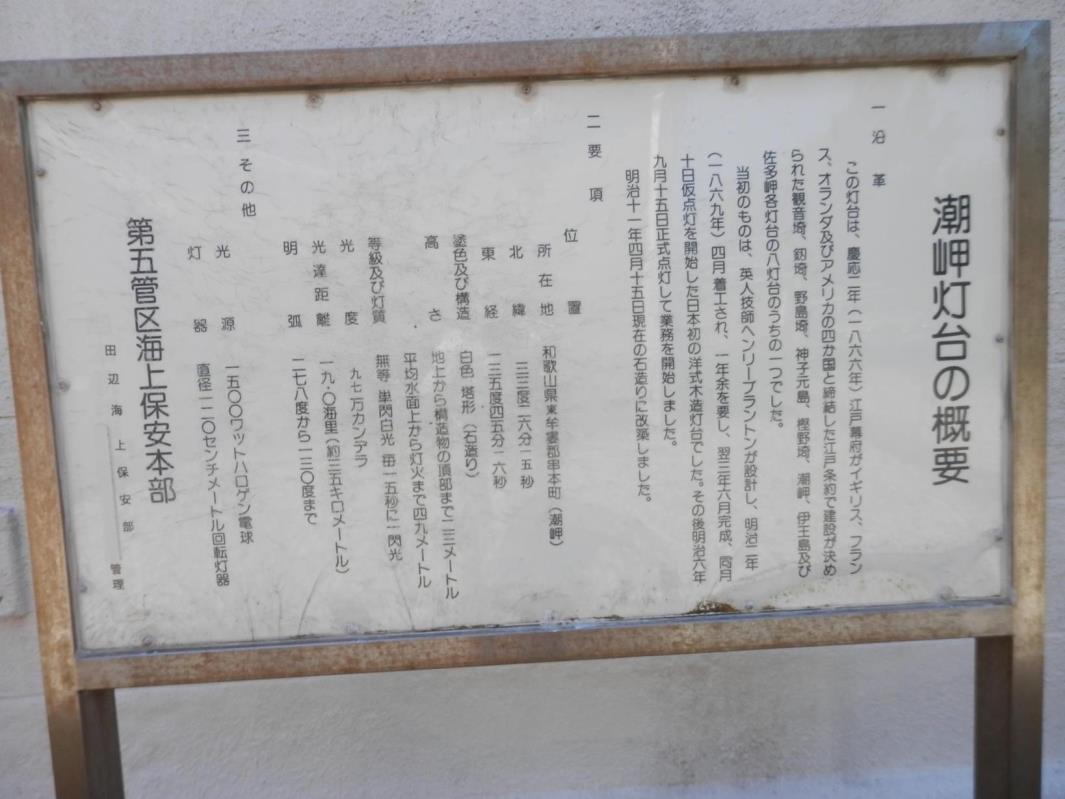 潮岬灯台の概要
一 沿革
この灯台は、慶応二年（一八六六年）江戸幕府がイギリス、フラン
ス、オランダ及びアメリカの四か国と締結した江戸条約で建設が決め
られた観音埼、剱埼、野島埼、神子元島、樫野埼、潮岬、伊王島及び
佐多岬各灯台の八灯台のうちの一つでした。
当初のものは、英人技師ヘンリーブラントンが設計し、明治二年
（一八六九年）四月着工され、一年余を要し、翌三年六月完成、同月
十日仮点灯を開始した日本初の洋式木造灯台でした。その後明治六年
九月十五日正式点灯して業務を開始しました。
明治十一年四月十五日現在の石造りに改築しました。
二 要項
位置
所在地 和歌山県東牟婁郡串本町（潮岬）
北緯 三三度二六分一五秒
東経 一三五度四五分一六秒
塗色及び構造 白色 塔形（石造り）
高さ 地上から構造物の頂部まで二三メートル
平均水面上から灯火まで四九メートル
等級及び灯質 無等 単閃白光 毎一五秒に一閃光
光度 九七万カンデラ
光達距離 一九・〇海里（約三五キロメートル）
明弧 二七八度から一三〇度まで
三 その他
光源 一五〇〇ワットハロゲン電球
灯器 直径一二〇センチメートル回転灯器
第五管区海上保安本部
田辺海上保安部 管理